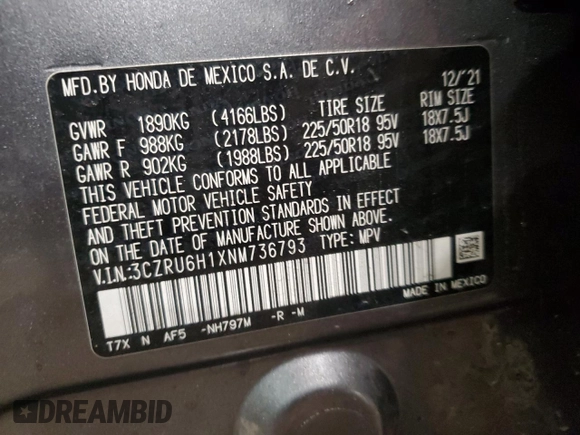 MFD.BY HONDA DE MEXICO S.A. DE C.V. 12/'21
GVWR 1890KG (4166LBS) TIRE SIZE RIM SIZE
GAWR F 988KG (2178LBS) 225/50R18 95V 18X7.5J
GAWR R 902KG (1988LBS) 225/50R18 95V 18X7.5J
THIS VEHICLE CONFORMS TO ALL APPLICABLE
FEDERAL MOTOR VEHICLE SAFETY
AND THEFT PREVENTION STANDARDS IN EFFECT
ON THE DATE OF MANUFACTURE SHOWN ABOVE.
V.I.N:3CZRU6H1XNM736793 TYPE: MPV
MADE IN MEXICO
T7X N AF5 -NH797M -R -M
DREAMBID